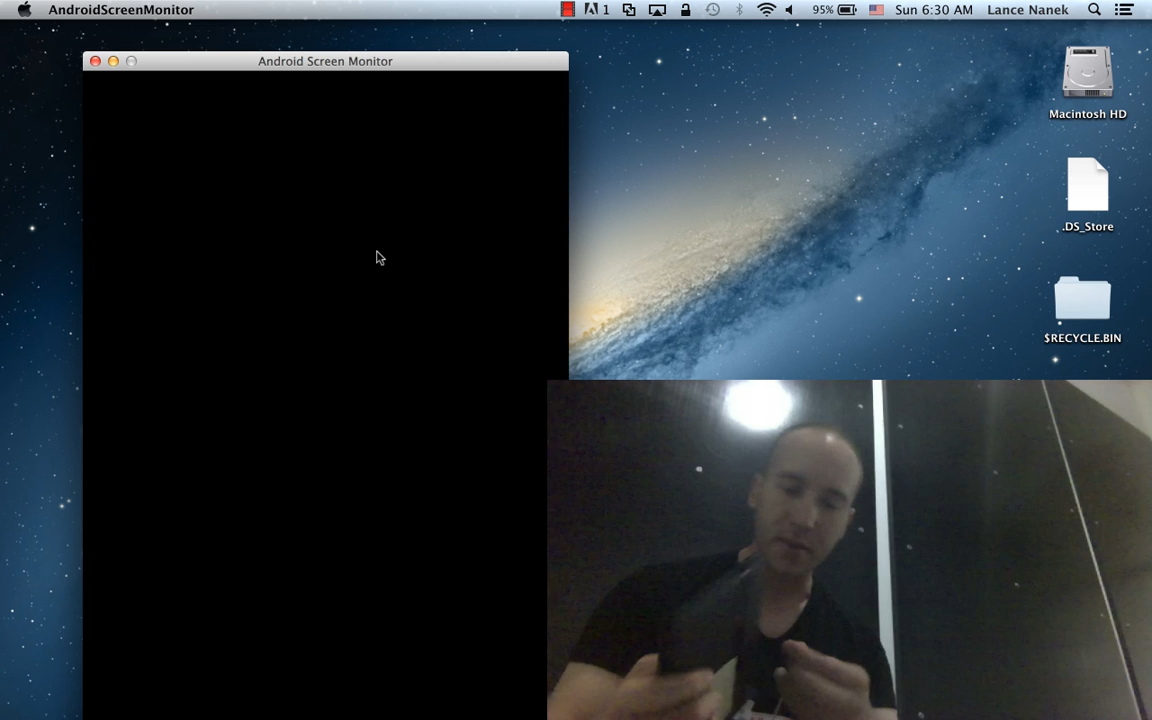 AndroidScreenMonitor
1
95%
Sun 6:30 AM
Lance Nanek
Android Screen Monitor
Macintosh HD
.DS_Store
$RECYCLE.BIN